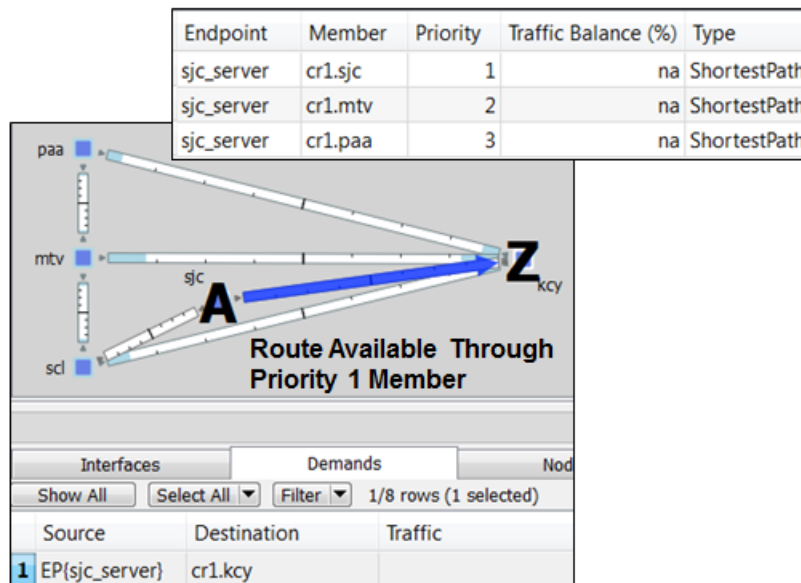 Endpoint Member Priority Traffic Balance (%) Type
sjc_server cr1.sjc 1 na ShortestPath
sjc_server cr1.mtv 2 na ShortestPath
sjc_server cr1.paa 3 na ShortestPath
paa
mtv
sjc
A
Z
kcy
scl
Route Available Through
Priority 1 Member
Interfaces Demands Nod
Show All Select All Filter 1/8 rows (1 selected)
Source Destination Traffic
1 EP{sjc_server} cr1.kcy